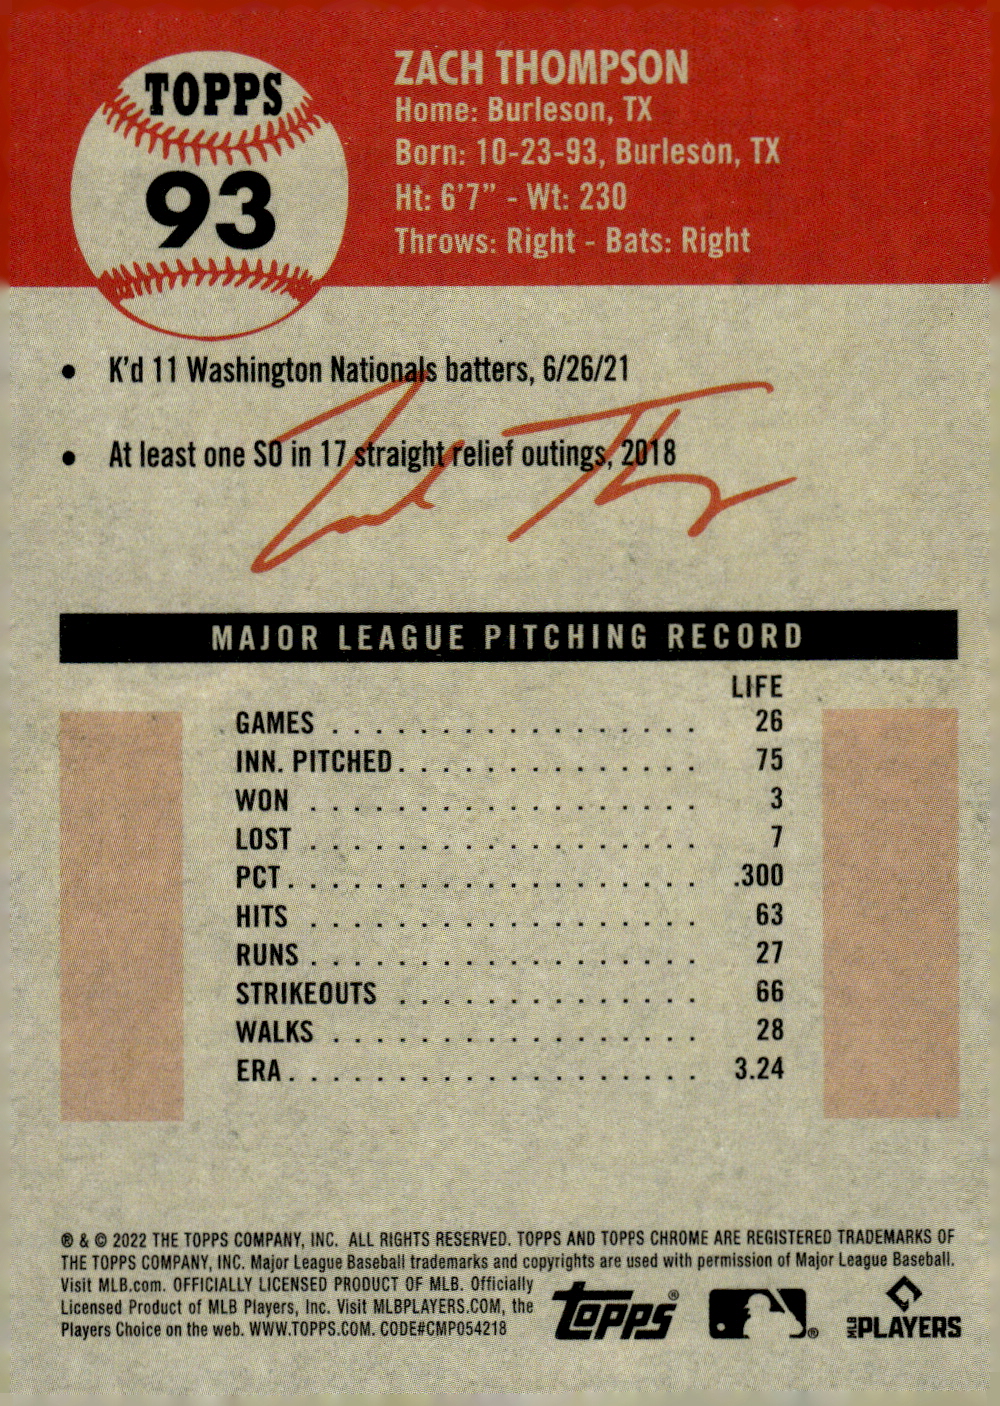 TOPPS
93
ZACH THOMPSON
Home: Burleson, TX
Born: 10-23-93, Burleson, TX
Ht: 6'7" - Wt: 230
Throws: Right - Bats: Right
• K'd 11 Washington Nationals batters, 6/26/21
• At least one SO in 17 straight relief outings, 2018
MAJOR LEAGUE PITCHING RECORD
LIFE
GAMES . . . . . . . . . . . . . . . . . 26
INN. PITCHED. . . . . . . . . . . . . . 75
WON . . . . . . . . . . . . . . . . . . 3
LOST . . . . . . . . . . . . . . . . . . 7
PCT. . . . . . . . . . . . . . . . . . . .300
HITS . . . . . . . . . . . . . . . . . . 63
RUNS . . . . . . . . . . . . . . . . . . 27
STRIKEOUTS . . . . . . . . . . . . . 66
WALKS . . . . . . . . . . . . . . . . . 28
ERA. . . . . . . . . . . . . . . . . . . 3.24
® & © 2022 THE TOPPS COMPANY, INC. ALL RIGHTS RESERVED. TOPPS AND TOPPS CHROME ARE REGISTERED TRADEMARKS OF
THE TOPPS COMPANY, INC. Major League Baseball trademarks and copyrights are used with permission of Major League Baseball.
Visit MLB.com. OFFICIALLY LICENSED PRODUCT OF MLB. Officially
Licensed Product of MLB Players, Inc. Visit MLBPLAYERS.COM, the
Players Choice on the web. WWW.TOPPS.COM. CODE#CMP054218
Topps®
®
MLB PLAYERS